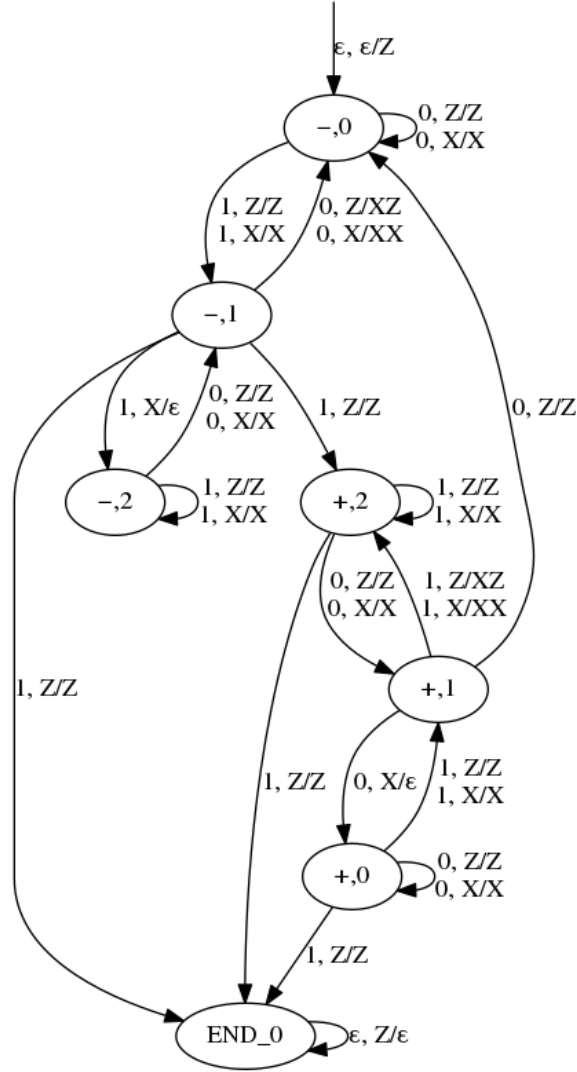 ε, ε/Z
−,0
0, Z/Z
0, X/X
1, Z/Z
1, X/X
0, Z/XZ
0, X/XX
−,1
1, X/ε
0, Z/Z
0, X/X
1, Z/Z
0, Z/Z
−,2
1, Z/Z
1, X/X
+,2
1, Z/Z
1, X/X
0, Z/Z
0, X/X
1, Z/XZ
1, X/XX
1, Z/Z
+,1
1, Z/Z
0, X/ε
1, Z/Z
1, X/X
+,0
0, Z/Z
0, X/X
1, Z/Z
END_0
ε, Z/ε